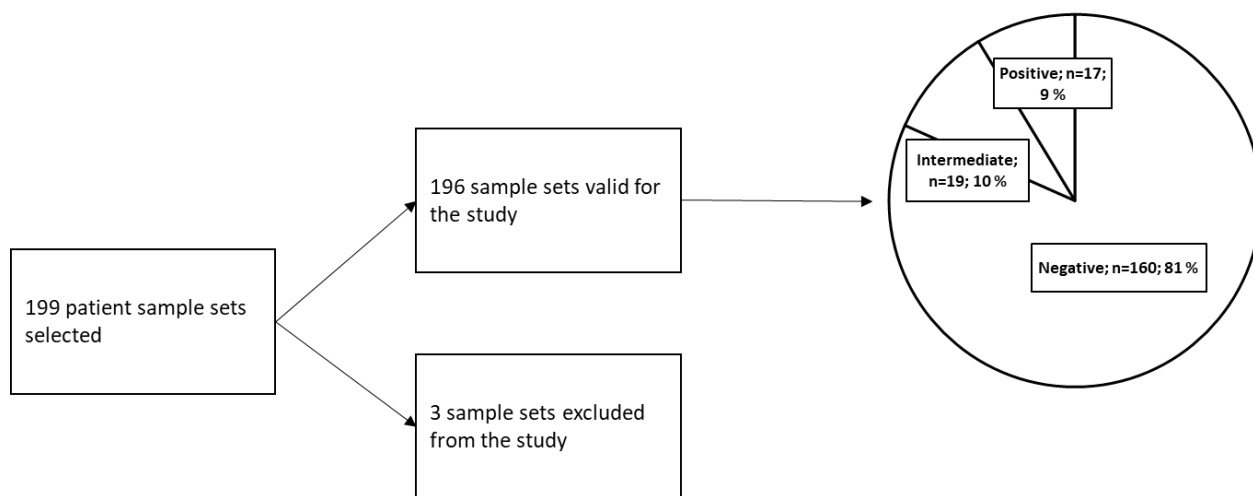 199 patient sample sets
selected
196 sample sets valid for
the study
3 sample sets excluded
from the study
Positive; n=17;
9 %
Intermediate;
n=19; 10 %
Negative; n=160; 81 %